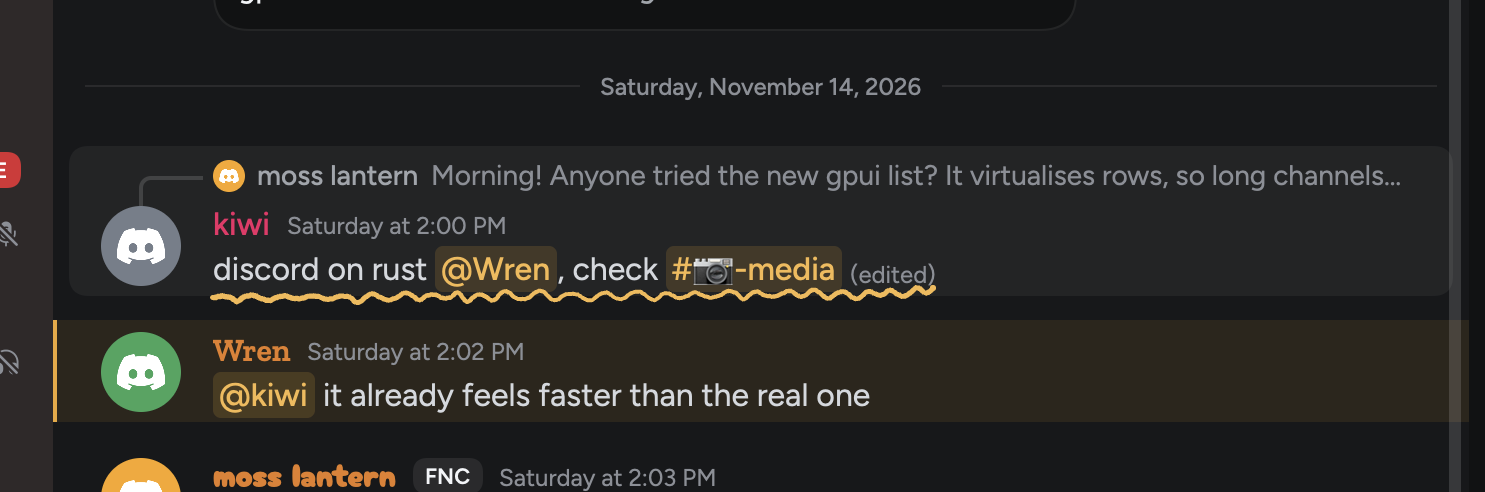 Saturday, November 14, 2026
moss lantern Morning! Anyone tried the new gpui list? It virtualises rows, so long channels...
kiwi Saturday at 2:00 PM
discord on rust @Wren, check #📷-media (edited)
Wren Saturday at 2:02 PM
@kiwi it already feels faster than the real one
moss lantern FNC Saturday at 2:03 PM